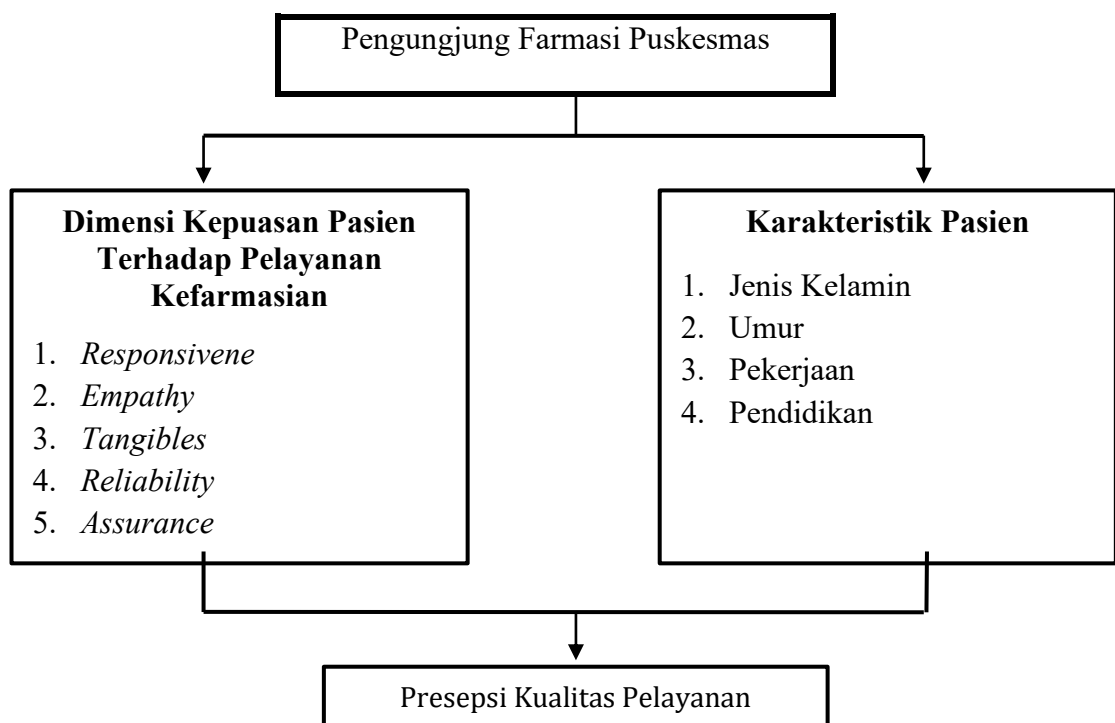 Pengungjung Farmasi Puskesmas
Dimensi Kepuasan Pasien
Terhadap Pelayanan
Kefarmasian
1. Responsivene
2. Empathy
3. Tangibles
4. Reliability
5. Assurance
Karakteristik Pasien
1. Jenis Kelamin
2. Umur
3. Pekerjaan
4. Pendidikan
Presepsi Kualitas Pelayanan